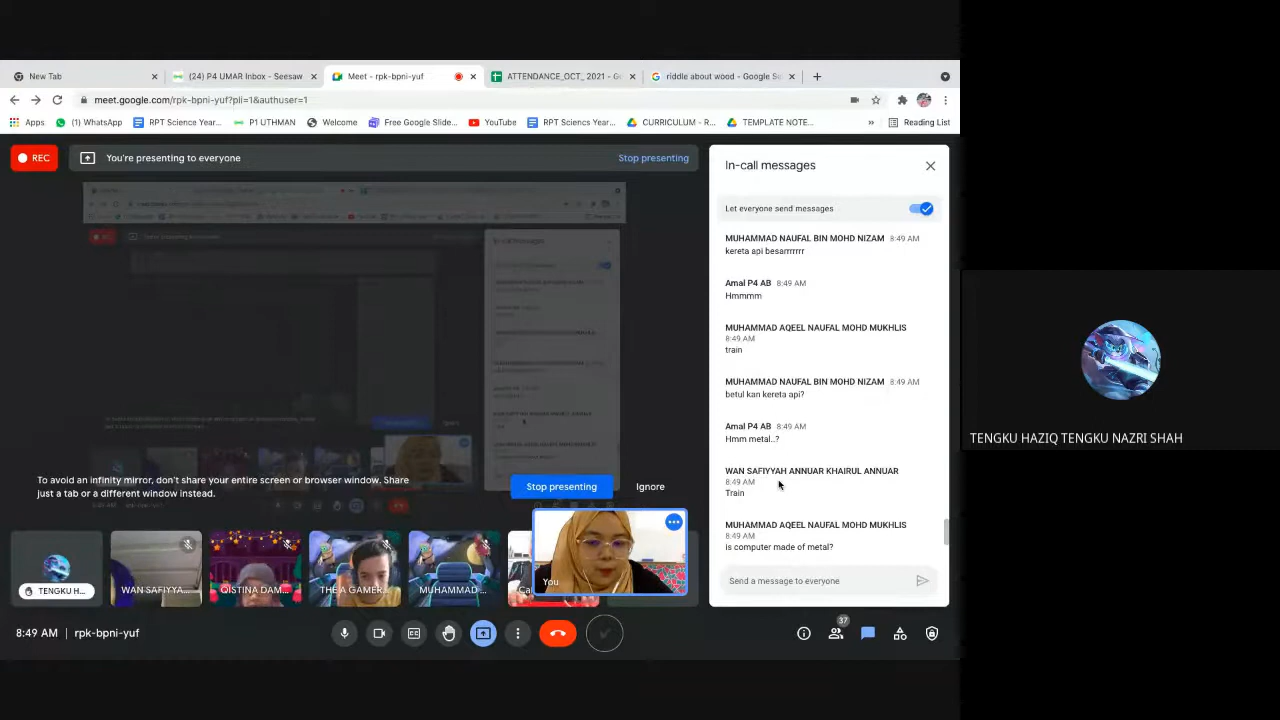 New Tab
(24) P4 UMAR Inbox - Seesaw
Meet - rpk-bpni-yuf
ATTENDANCE_OCT_ 2021 - G
riddle about wood - Google Se
meet.google.com/rpk-bpni-yuf?pli=1&authuser=1
Apps
(1) WhatsApp
RPT Science Year...
P1 UTHMAN
Welcome
Free Google Slide...
YouTube
RPT Sciencs Year...
CURRICULUM - R...
TEMPLATE NOTE...
»
Reading List
REC
You're presenting to everyone
Stop presenting
To avoid an infinity mirror, don't share your entire screen or browser window. Share
just a tab or a different window instead.
Stop presenting
Ignore
TENGKU H...
WAN SAFIYYA...
QISTINA DAM...
THE A GAMER...
MUHAMMAD ...
You
8:49 AM | rpk-bpni-yuf
37
In-call messages
Let everyone send messages
MUHAMMAD NAUFAL BIN MOHD NIZAM 8:49 AM
kereta api besarrrrrrr
Amal P4 AB 8:49 AM
Hmmmm
MUHAMMAD AQEEL NAUFAL MOHD MUKHLIS
8:49 AM
train
MUHAMMAD NAUFAL BIN MOHD NIZAM 8:49 AM
betul kan kereta api?
Amal P4 AB 8:49 AM
Hmm metal..?
WAN SAFIYYAH ANNUAR KHAIRUL ANNUAR
8:49 AM
Train
MUHAMMAD AQEEL NAUFAL MOHD MUKHLIS
8:49 AM
is computer made of metal?
Send a message to everyone
TENGKU HAZIQ TENGKU NAZRI SHAH